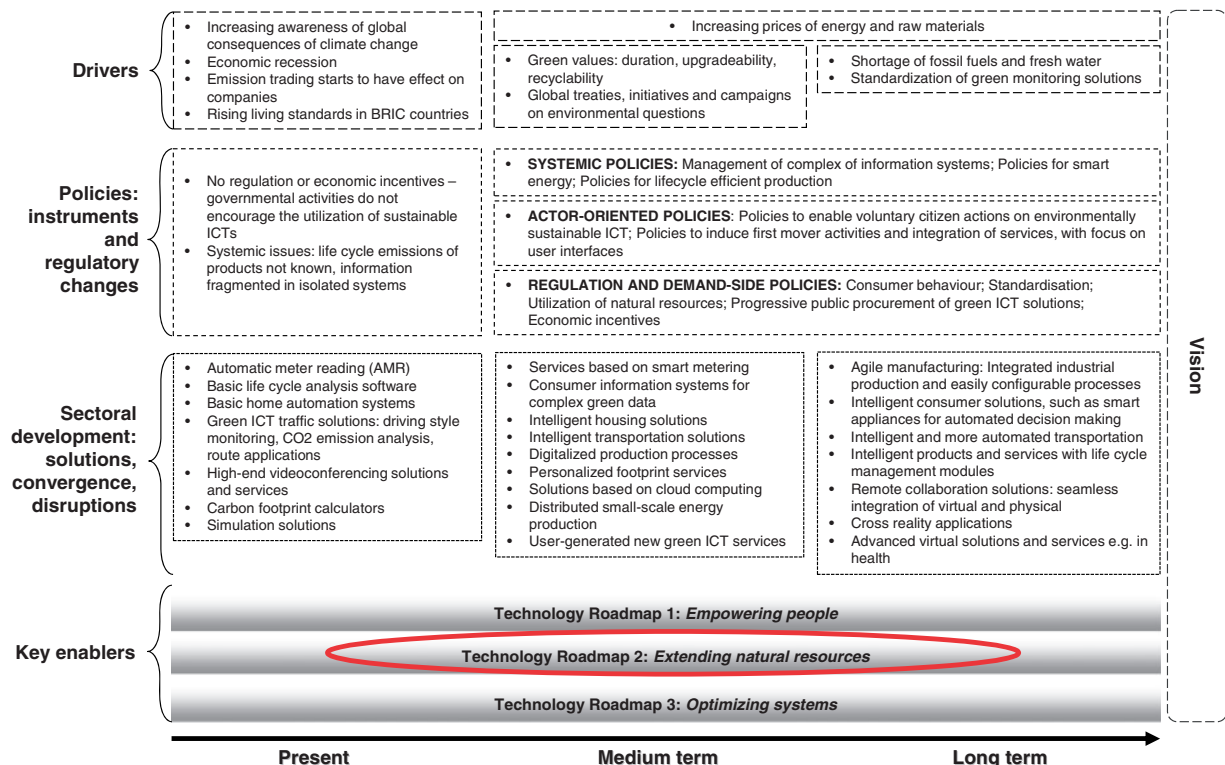 Drivers
• Increasing awareness of global
consequences of climate change
• Economic recession
• Emission trading starts to have effect on
companies
• Rising living standards in BRIC countries
• Increasing prices of energy and raw materials
• Green values: duration, upgradeability,
recyclability
• Global treaties, initiatives and campaigns
on environmental questions
• Shortage of fossil fuels and fresh water
• Standardization of green monitoring solutions
Policies:
instruments
and
regulatory
changes
• No regulation or economic incentives –
governmental activities do not
encourage the utilization of sustainable
ICTs
• Systemic issues: life cycle emissions of
products not known, information
fragmented in isolated systems
• SYSTEMIC POLICIES: Management of complex of information systems; Policies for smart
energy; Policies for lifecycle efficient production
• ACTOR-ORIENTED POLICIES: Policies to enable voluntary citizen actions on environmentally
sustainable ICT; Policies to induce first mover activities and integration of services, with focus on
user interfaces
• REGULATION AND DEMAND-SIDE POLICIES: Consumer behaviour; Standardisation;
Utilization of natural resources; Progressive public procurement of green ICT solutions;
Economic incentives
Sectoral
development:
solutions,
convergence,
disruptions
• Automatic meter reading (AMR)
• Basic life cycle analysis software
• Basic home automation systems
• Green ICT traffic solutions: driving style
monitoring, CO2 emission analysis,
route applications
• High-end videoconferencing solutions
and services
• Carbon footprint calculators
• Simulation solutions
• Services based on smart metering
• Consumer information systems for
complex green data
• Intelligent housing solutions
• Intelligent transportation solutions
• Digitalized production processes
• Personalized footprint services
• Solutions based on cloud computing
• Distributed small-scale energy
production
• User-generated new green ICT services
• Agile manufacturing: Integrated industrial
production and easily configurable processes
• Intelligent consumer solutions, such as smart
appliances for automated decision making
• Intelligent and more automated transportation
• Intelligent products and services with life cycle
management modules
• Remote collaboration solutions: seamless
integration of virtual and physical
• Cross reality applications
• Advanced virtual solutions and services e.g. in
health
Vision
Key enablers
Technology Roadmap 1: Empowering people
Technology Roadmap 2: Extending natural resources
Technology Roadmap 3: Optimizing systems
Present
Medium term
Long term